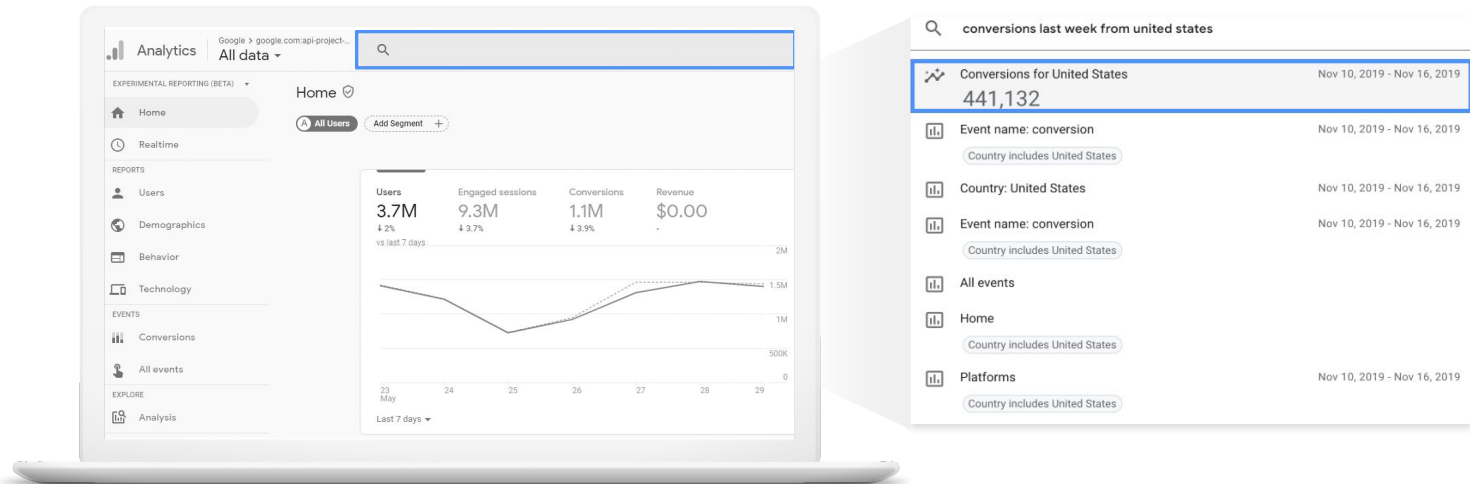 Analytics
Google > google.com:api-project-...
All data
EXPERIMENTAL REPORTING (BETA)
Home
Realtime
REPORTS
Users
Demographics
Behavior
Technology
EVENTS
Conversions
All events
EXPLORE
Analysis
Home
A All Users
Add Segment +
Users Engaged sessions Conversions Revenue
3.7M 9.3M 1.1M $0.00
↓ 2% ↓ 3.7% ↓ 3.9% -
vs last 7 days
2M
1.5M
1M
500K
0
23 24 25 26 27 28 29
May
Last 7 days
conversions last week from united states
Conversions for United States Nov 10, 2019 - Nov 16, 2019
441,132
Event name: conversion Nov 10, 2019 - Nov 16, 2019
Country includes United States
Country: United States Nov 10, 2019 - Nov 16, 2019
Event name: conversion Nov 10, 2019 - Nov 16, 2019
Country includes United States
All events
Home
Country includes United States
Platforms Nov 10, 2019 - Nov 16, 2019
Country includes United States